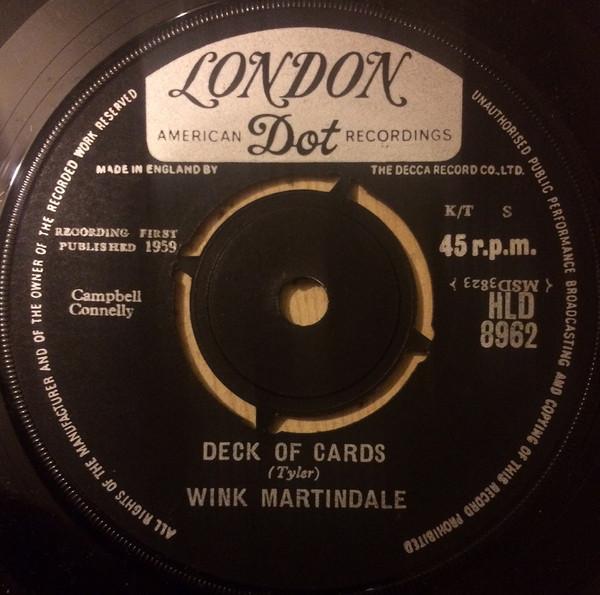 LONDON
AMERICAN Dot RECORDINGS
MADE IN ENGLAND BY
THE DECCA RECORD CO., LTD.
K/T S
RECORDING FIRST
PUBLISHED 1959
45 r.p.m.
{ MSD3823 }
Campbell
Connelly
HLD
8962
DECK OF CARDS
(Tyler)
WINK MARTINDALE
ALL RIGHTS OF THE MANUFACTURER AND OF THE OWNER OF THE RECORDED WORK RESERVED
UNAUTHORISED PUBLIC PERFORMANCE BROADCASTING AND COPYING OF THIS RECORD PROHIBITED